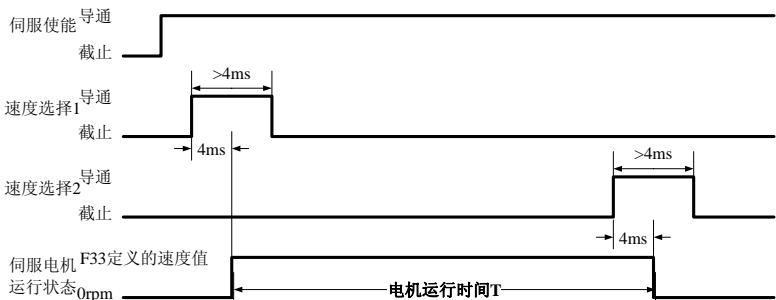 伺服使能 导通
截止
>4ms
速度选择1 导通
截止
4ms
>4ms
速度选择2 导通
截止
4ms
伺服电机 F33定义的速度值
运行状态 0rpm
电机运行时间T